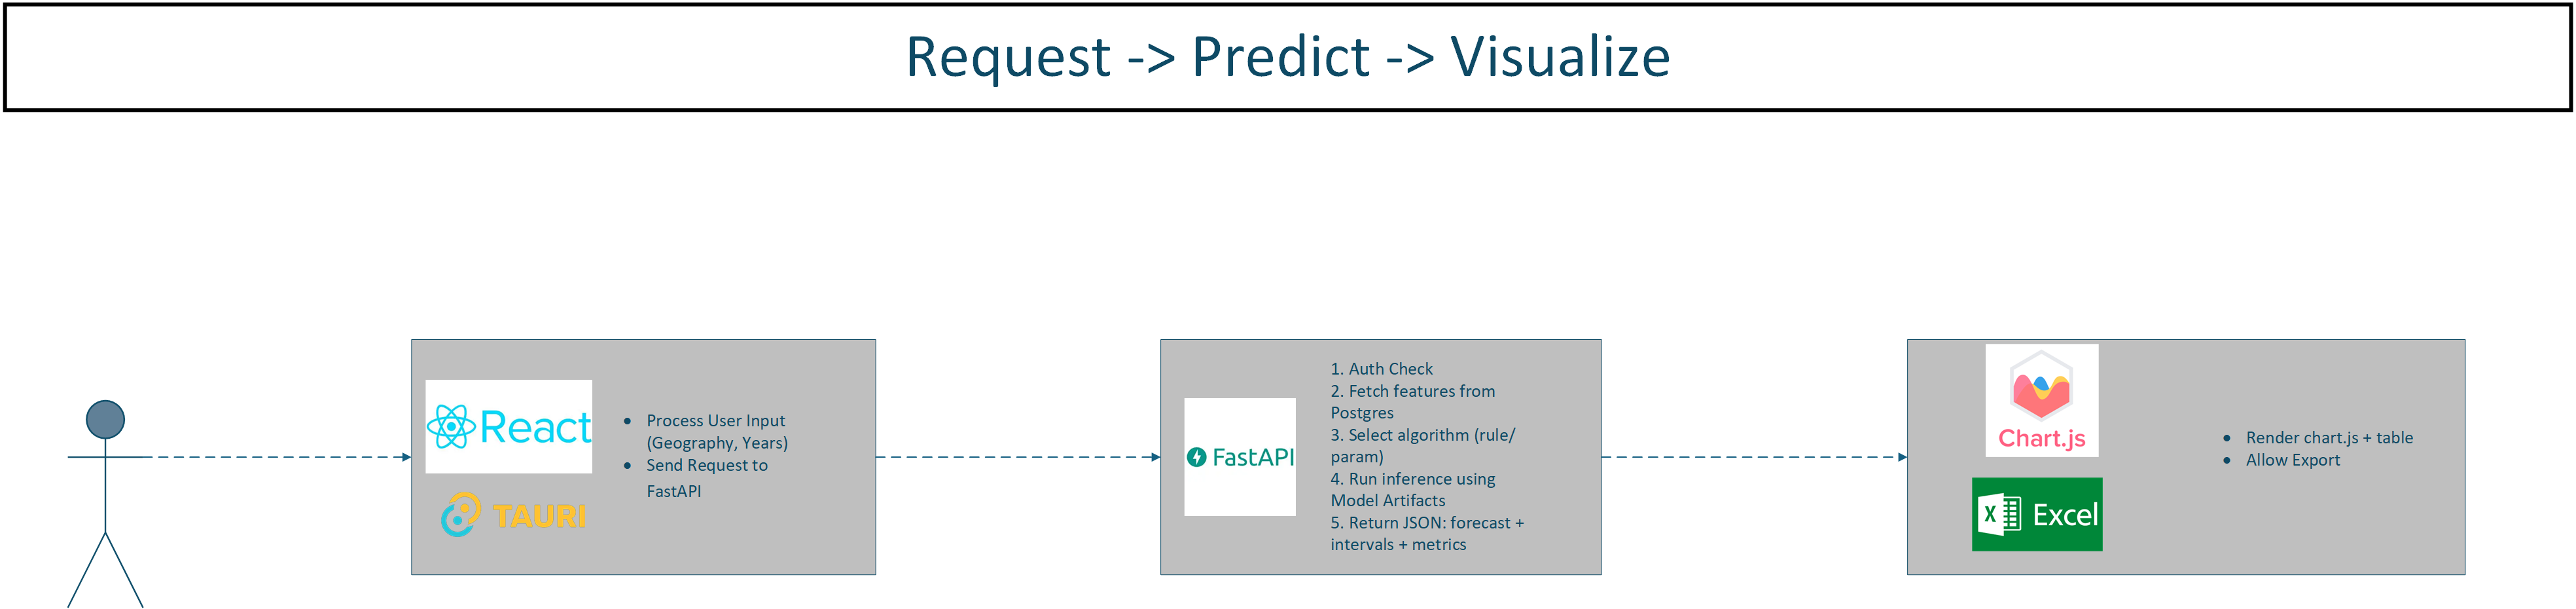 Request -> Predict -> Visualize
React
TAURI
• Process User Input
(Geography, Years)
• Send Request to
FastAPI
FastAPI
1. Auth Check
2. Fetch features from
Postgres
3. Select algorithm (rule/
param)
4. Run inference using
Model Artifacts
5. Return JSON: forecast +
intervals + metrics
Chart.js
X Excel
• Render chart.js + table
• Allow Export